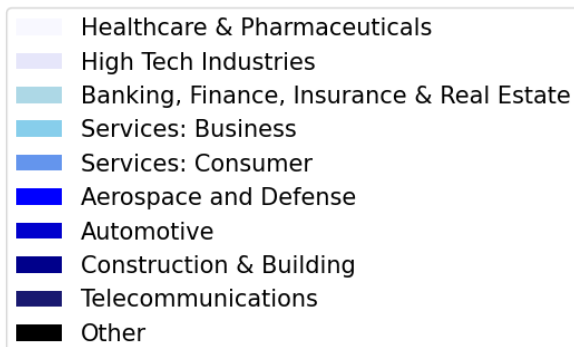 Healthcare & Pharmaceuticals
High Tech Industries
Banking, Finance, Insurance & Real Estate
Services: Business
Services: Consumer
Aerospace and Defense
Automotive
Construction & Building
Telecommunications
Other